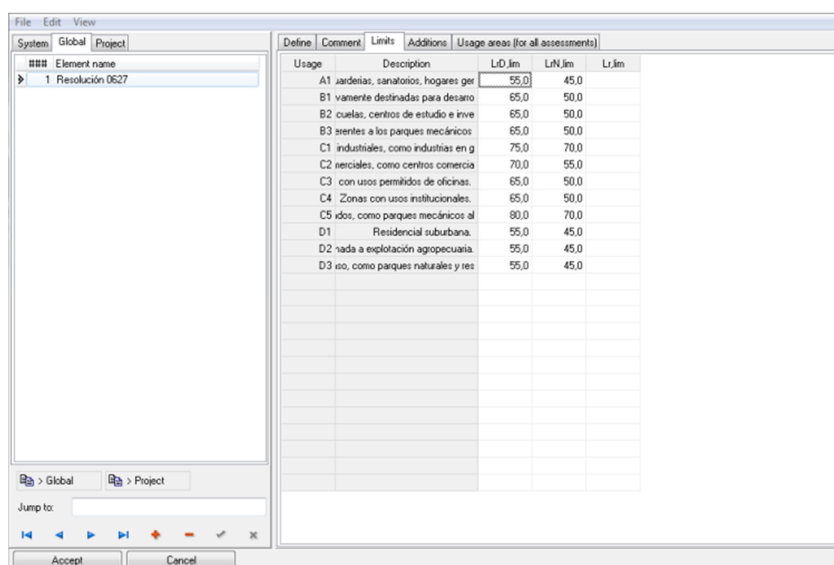 File Edit View
System Global Project
### Element name
1 Resolución 0627
> Global > Project
Jump to:
Accept Cancel
Define Comment Limits Additions Usage areas (for all assessments)
Usage Description LrD,lim LrN,lim Lr,lim
A1 uarderias, sanatorios, hogares ger 55,0 45,0
B1 vamente destinadas para desarro 65,0 50,0
B2 cuelas, centros de estudio e inve 65,0 50,0
B3 erentes a los parques mecánicos 65,0 50,0
C1 industriales, como industrias en g 75,0 70,0
C2 nerciales, como centros comercia 70,0 55,0
C3 con usos permitidos de oficinas. 65,0 50,0
C4 Zonas con usos institucionales. 65,0 50,0
C5 idos, como parques mecánicos al 80,0 70,0
D1 Residencial suburbana. 55,0 45,0
D2 nada a explotación agropecuaria. 55,0 45,0
D3 so, como parques naturales y res 55,0 45,0